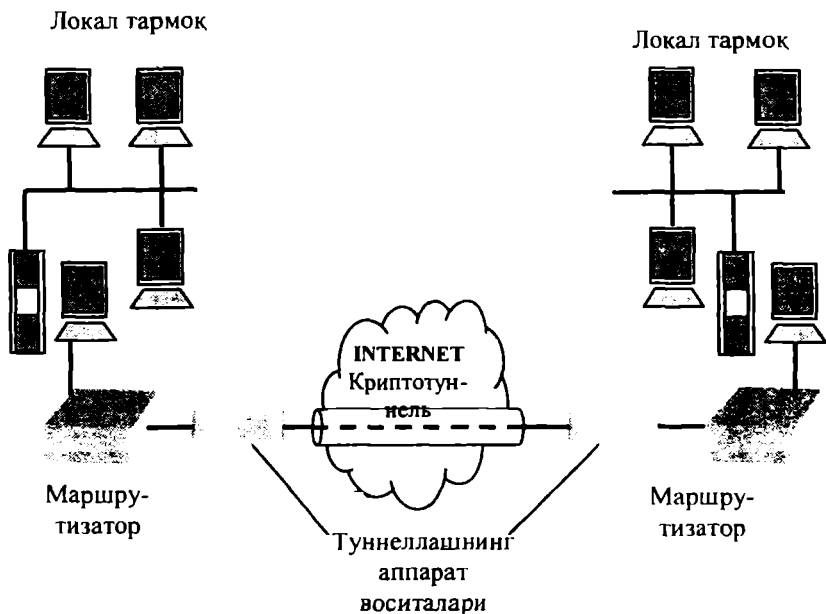 Локал тармоқ
Локал тармоқ
INTERNET
Криптотун-
нель
Маршру-
тизатор
Маршру-
тизатор
Туннеллашнинг
аппарат
воситалари